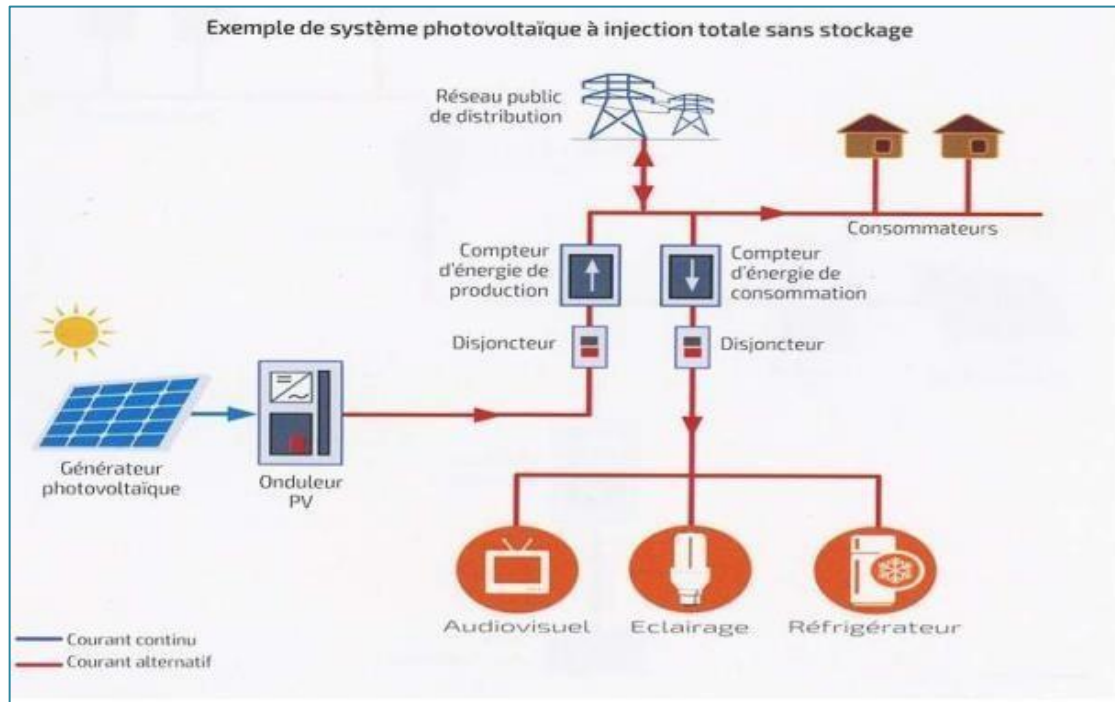 Exemple de système photovoltaïque à injection totale sans stockage
Réseau public
de distribution
Consommateurs
Compteur
d'énergie de
production
Compteur
d'énergie de
consommation
Disjoncteur
Disjoncteur
Générateur
photovoltaïque
Onduleur
PV
Audiovisuel
Eclairage
Réfrigérateur
Courant continu
Courant alternatif